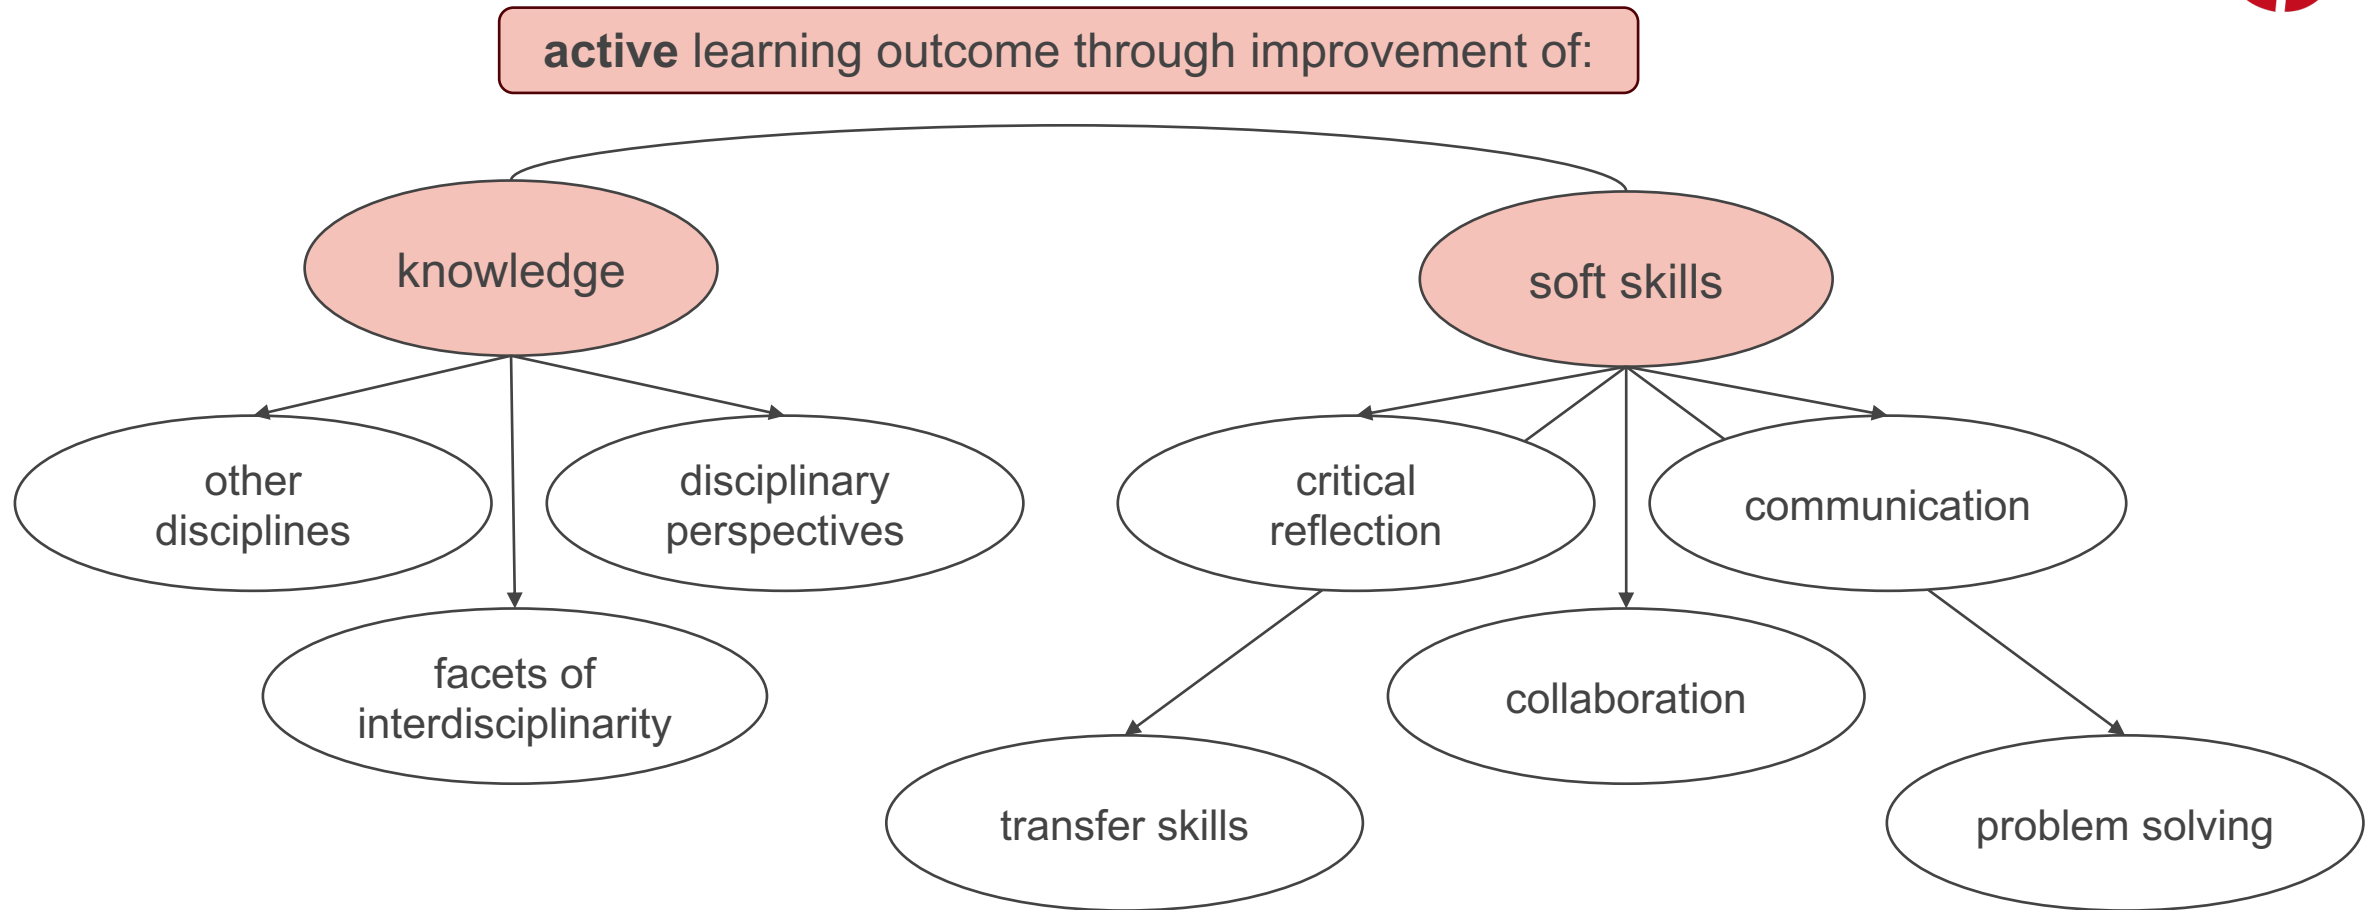 active learning outcome through improvement of:
knowledge
soft skills
other
disciplines
disciplinary
perspectives
critical
reflection
communication
facets of
interdisciplinarity
collaboration
transfer skills
problem solving